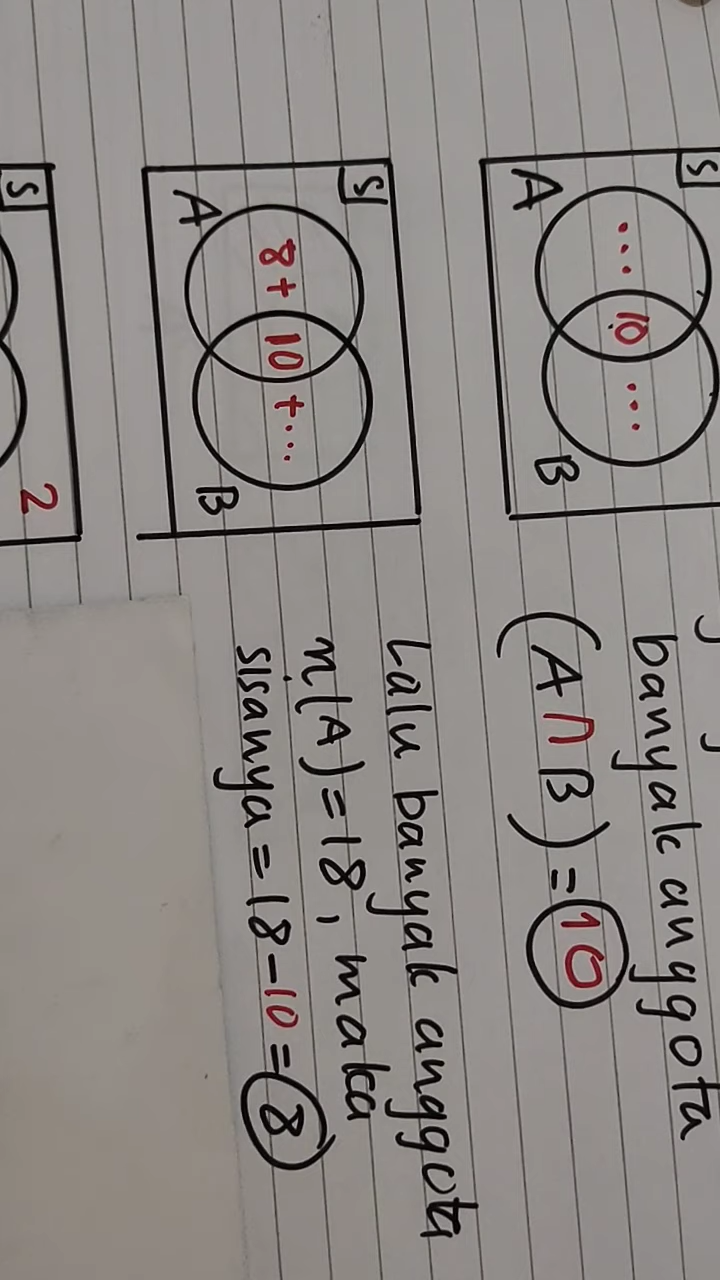 S
A
... 10 ...
B
banyak anggota
(A ∩ B) = 10
S
A
8 + 10 + ...
B
Lalu banyak anggota
n(A) = 18, maka
sisanya = 18 - 10 = 8
S
2